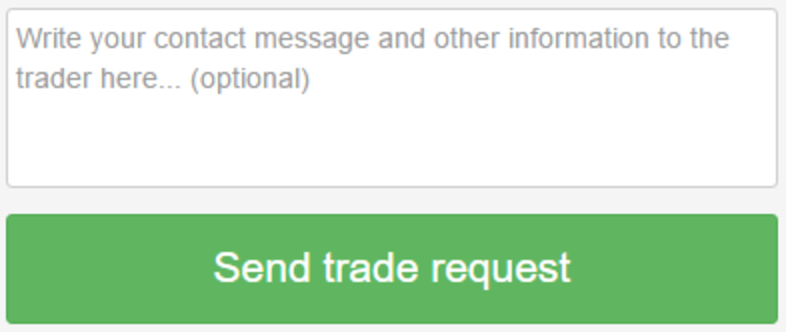 Write your contact message and other information to the
trader here... (optional)
Send trade request